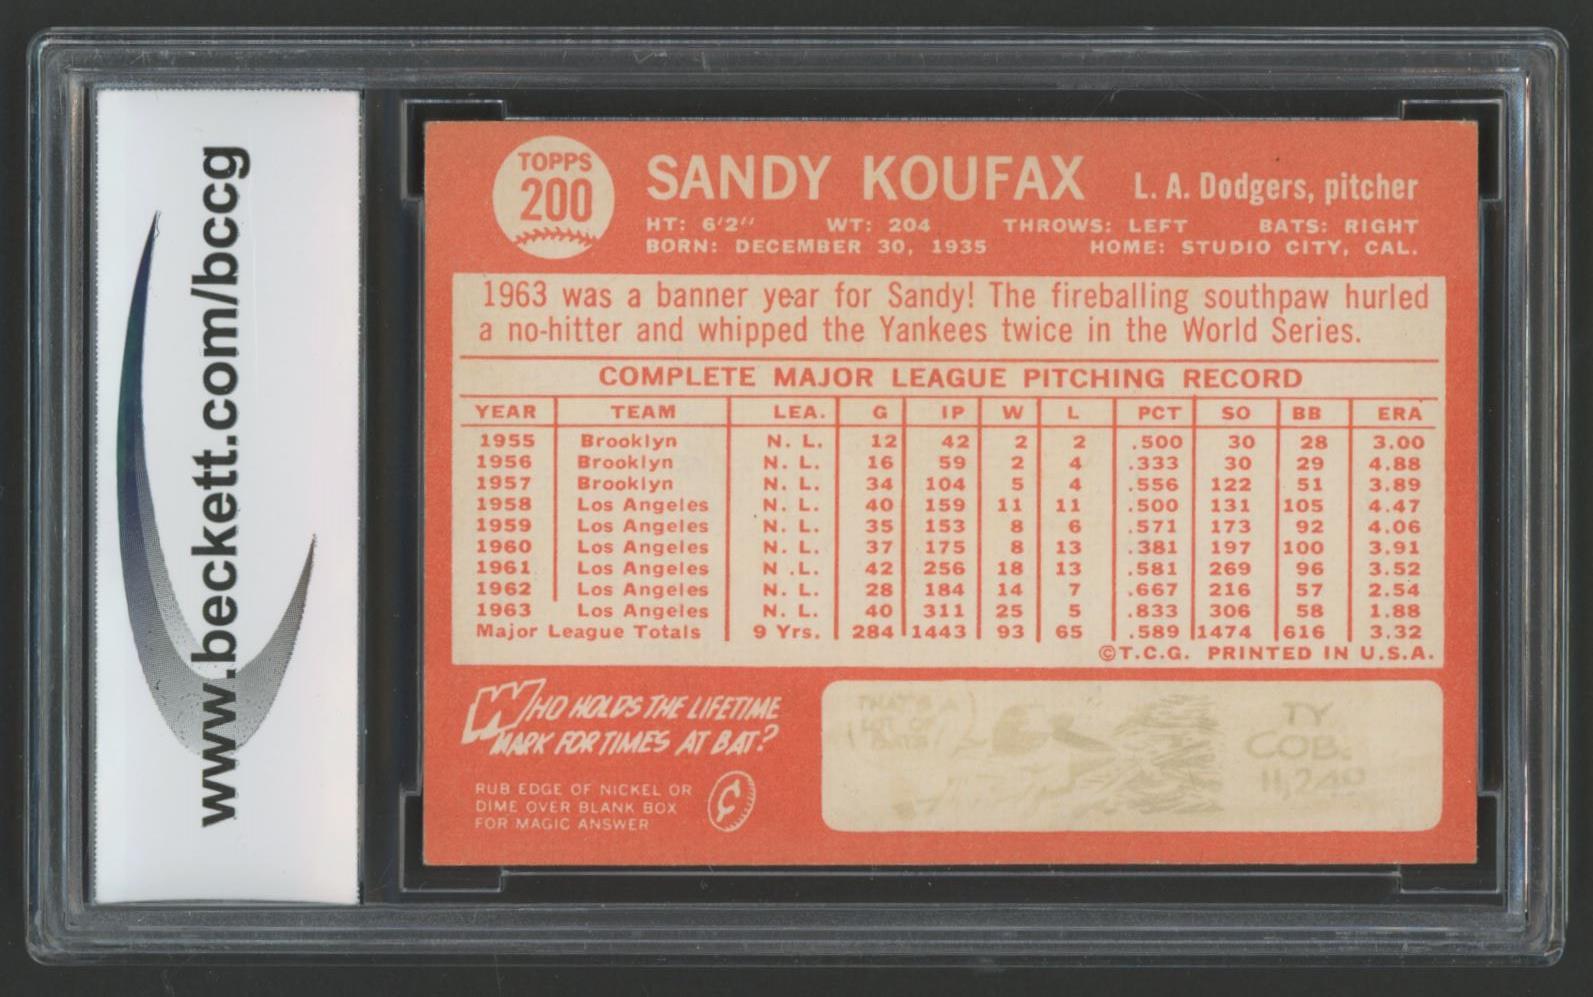 www.beckett.com/bccg
TOPPS
200
SANDY KOUFAX L. A. Dodgers, pitcher
HT: 6'2" WT: 204 THROWS: LEFT BATS: RIGHT
BORN: DECEMBER 30, 1935 HOME: STUDIO CITY, CAL.
1963 was a banner year for Sandy! The fireballing southpaw hurled
a no-hitter and whipped the Yankees twice in the World Series.
COMPLETE MAJOR LEAGUE PITCHING RECORD
YEAR TEAM LEA. G IP W L PCT SO BB ERA
1955 Brooklyn N. L. 12 42 2 2 .500 30 28 3.00
1956 Brooklyn N. L. 16 59 2 4 .333 30 29 4.88
1957 Brooklyn N. L. 34 104 5 4 .556 122 51 3.89
1958 Los Angeles N. L. 40 159 11 11 .500 131 105 4.47
1959 Los Angeles N. L. 35 153 8 6 .571 173 92 4.06
1960 Los Angeles N. L. 37 175 8 13 .381 197 100 3.91
1961 Los Angeles N .L. 42 256 18 13 .581 269 96 3.52
1962 Los Angeles N. L. 28 184 14 7 .667 216 57 2.54
1963 Los Angeles N. L. 40 311 25 5 .833 306 58 1.88
Major League Totals 9 Yrs. 284 1443 93 65 .589 1474 616 3.32
©T.C.G. PRINTED IN U.S.A.
WHO HOLDS THE LIFETIME
MARK FOR TIMES AT BAT?
RUB EDGE OF NICKEL OR
DIME OVER BLANK BOX
FOR MAGIC ANSWER
¢
THAT'S A
TY
COB
11,240